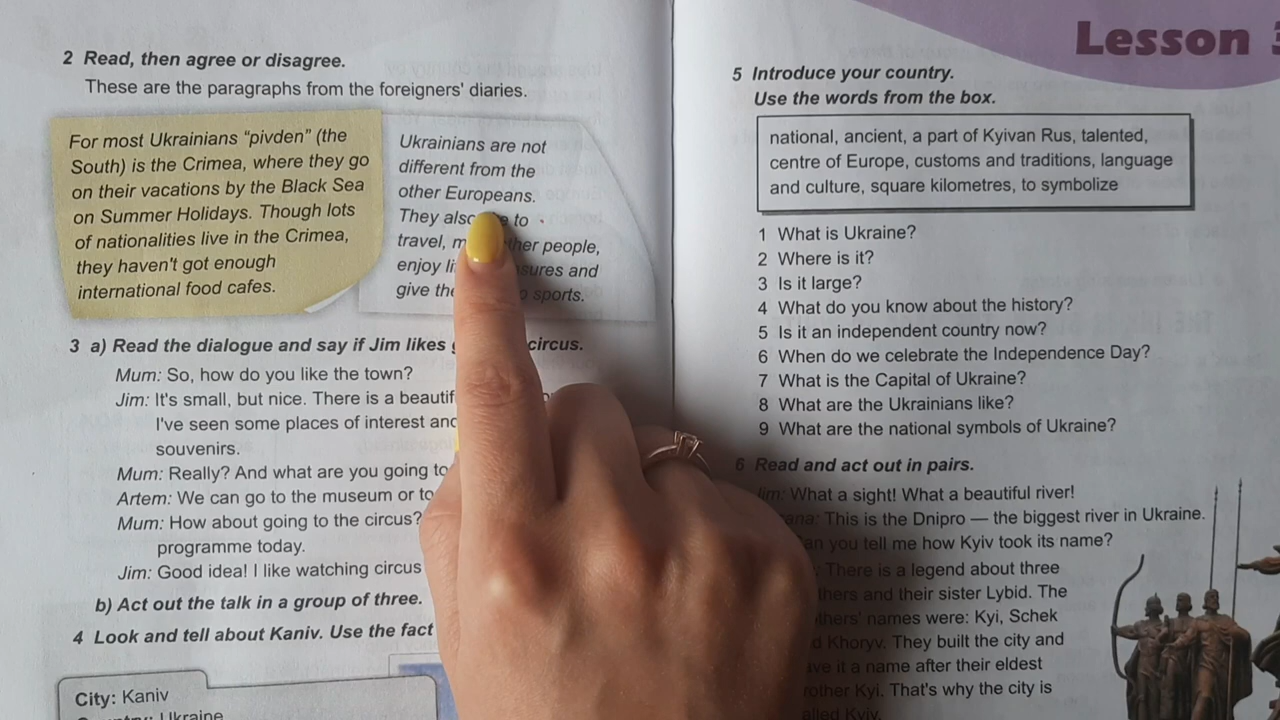 2 Read, then agree or disagree.
These are the paragraphs from the foreigners' diaries.
For most Ukrainians "pivden" (the
South) is the Crimea, where they go
on their vacations by the Black Sea
on Summer Holidays. Though lots
of nationalities live in the Crimea,
they haven't got enough
international food cafes.
Ukrainians are not
different from the
other Europeans.
They also to
travel, people,
enjoy and
give sports.
3 a) Read the dialogue and say if Jim likes circus.
Mum: So, how do you like the town?
Jim: It's small, but nice. There is a
I've seen some places of interest and
souvenirs.
Mum: Really? And what are you going to
Artem: We can go to the museum or to
Mum: How about going to the circus?
programme today.
Jim: Good idea! I like watching circus
b) Act out the talk in a group of three.
4 Look and tell about Kaniv. Use the
City: Kaniv
Country: Ukraine
Lesson
5 Introduce your country.
Use the words from the box.
national, ancient, a part of Kyivan Rus, talented,
centre of Europe, customs and traditions, language
and culture, square kilometres, to symbolize
1 What is Ukraine?
2 Where is it?
3 Is it large?
4 What do you know about the history?
5 Is it an independent country now?
6 When do we celebrate the Independence Day?
7 What is the Capital of Ukraine?
8 What are the Ukrainians like?
9 What are the national symbols of Ukraine?
6 Read and act out in pairs.
Jim: What a sight! What a beautiful river!
This is the Dnipro — the biggest river in Ukraine.
Can you tell me how Kyiv took its name?
There is a legend about three
and their sister Lybid. The
names were: Kyi, Schek
Khoryv. They built the city and
it a name after their eldest
brother Kyi. That's why the city is
called Kyiv.